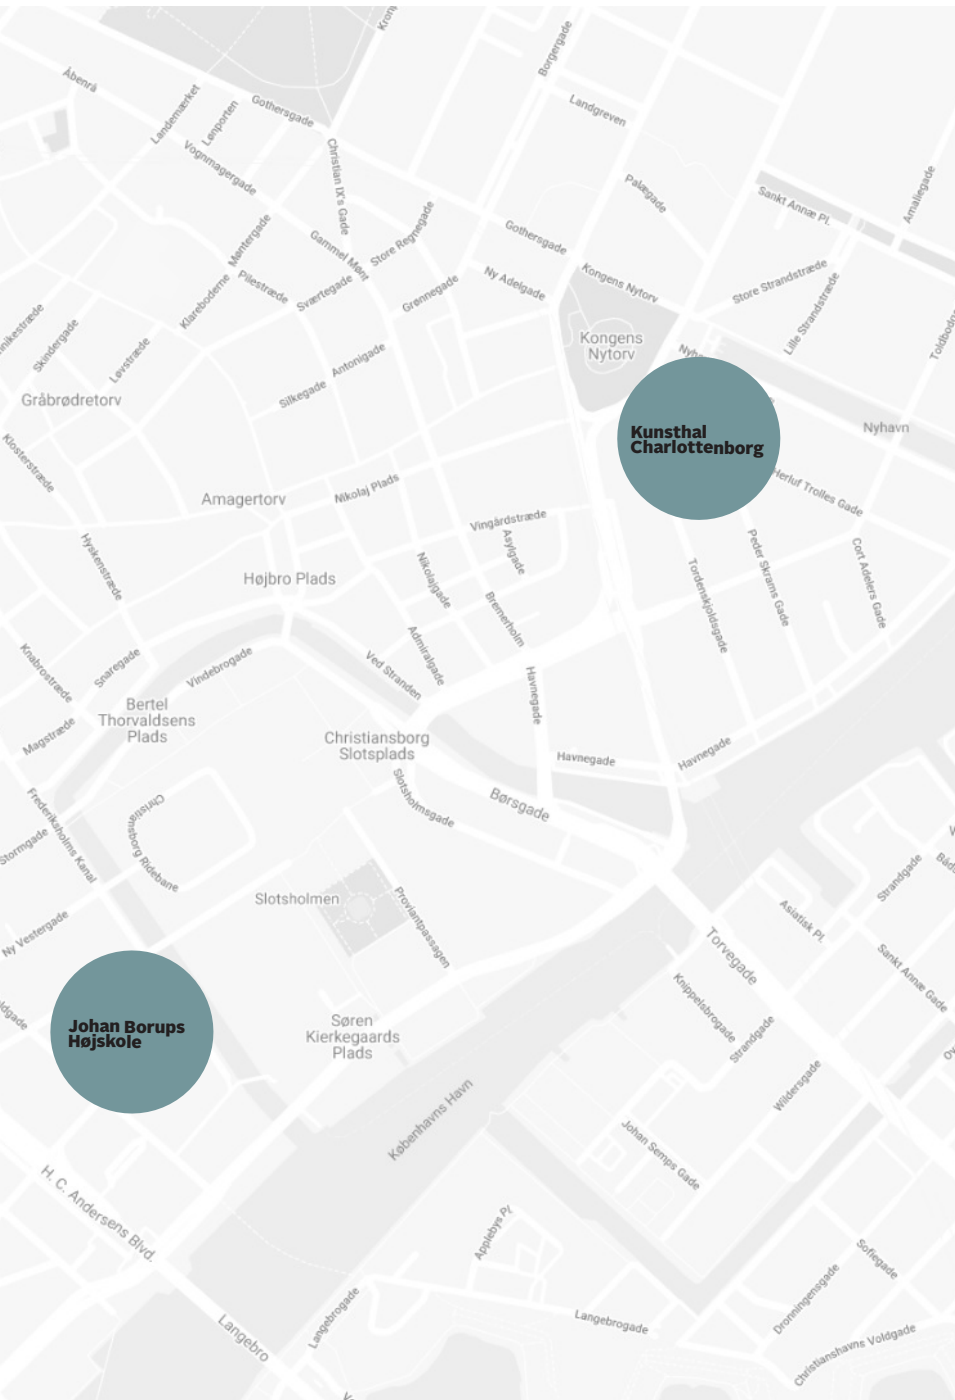 Åbenrå
Landemærket
Lønporten
Gothersgade
Vognmagergade
Christian IX's Gade
Borgergade
Landgreven
Palægade
Sankt Annæ Pl.
Amaliegade
Møntergade
Gammel Mønt
Store Regnegade
Gothersgade
Kongens Nytorv
Store Strandstræde
Lille Strandstræde
Klareboderne
Pilestræde
Sværtegade
Grønnegade
Ny Adelgade
Skindergade
Løvstræde
Antonigade
Silkegade
Kongens
Nytorv
Gråbrødretorv
Kunsthal
Charlottenborg
Nyhavn
Klosterstræde
Amagertorv
Nikolaj Plads
Herluf Trolles Gade
Vingårdstræde
Asylgade
Hyskenstræde
Højbro Plads
Nikolajgade
Bremerholm
Tordenskjoldsgade
Peder Skrams Gade
Cort Adelers Gade
Knabrostræde
Snaregade
Vindebrogade
Ved Stranden
Admiralgade
Havnegade
Bertel
Thorvaldsens
Plads
Magstræde
Christiansborg
Slotsplads
Havnegade
Havnegade
Frederiksholms Kanal
Stormgade
Christiansborg Ridebane
Slotsholmsgade
Børsgade
Slotsholmen
Proviantpassagen
Strandgade
Asiatisk Pl.
Ny Vestergade
Torvegade
Sankt Annæ Gade
Johan Borups
Højskole
Søren
Kierkegaards
Plads
Knippelsbrogade
Strandgade
Wildersgade
Københavns Havn
Johan Semps Gade
H. C. Andersens Blvd.
Applebys Pl.
Sofiegade
Dronningensgade
Langebro
Langebrogade
Langebrogade
Christianshavns Voldgade